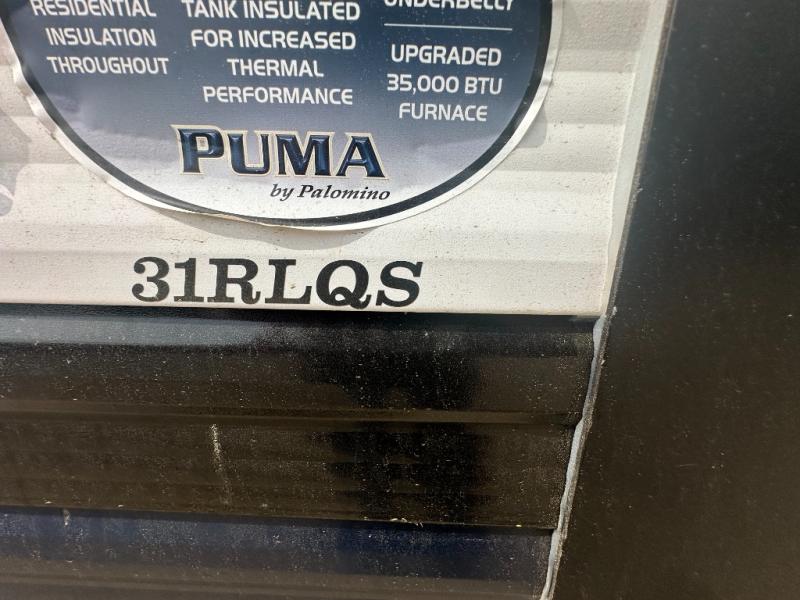 RESIDENTIAL
INSULATION
THROUGHOUT
TANK INSULATED
FOR INCREASED
THERMAL
PERFORMANCE
UNDERBELLY
UPGRADED
35,000 BTU
FURNACE
PUMA
by Palomino
31RLQS